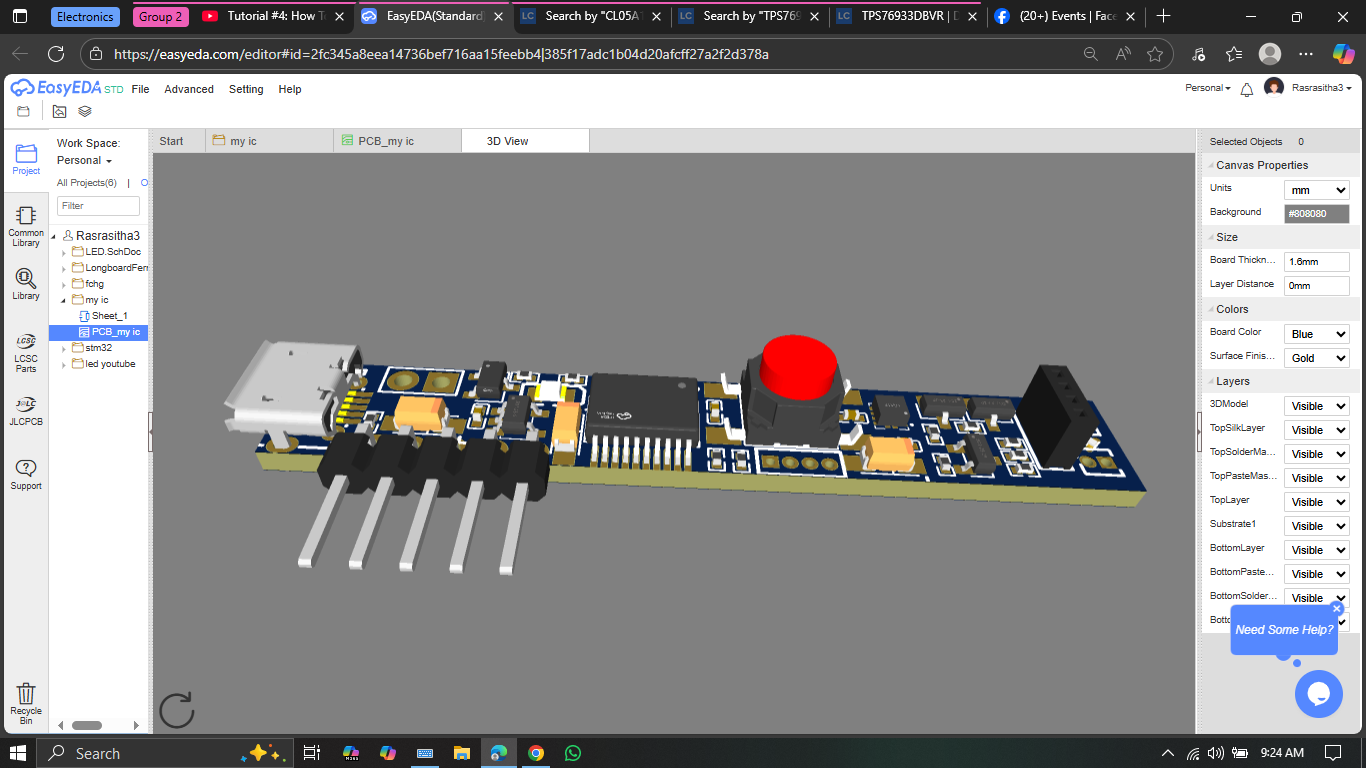 Electronics
Group 2
Tutorial #4: How To
EasyEDA(Standard)
Search by "CL05A1
Search by "TPS769
TPS76933DBVR | D
(20+) Events | Face
https://easyeda.com/editor#id=2fc345a8eea14736bef716aa15feebb4|385f17adc1b04d20afcff27a2f2d378a
EasyEDA STD File Advanced Setting Help
Personal
Rasrasitha3
Start
my ic
PCB_my ic
3D View
Project
Common Library
Library
LCSC
LCSC Parts
JLCPCB
Support
Recycle Bin
Work Space:
Personal
All Projects(6) | O
Filter
Rasrasitha3
LED.SchDoc
LongboardFerr
fchg
my ic
Sheet_1
PCB_my ic
stm32
led youtube
Selected Objects 0
Canvas Properties
Units mm
Background #808080
Size
Board Thickn... 1.6mm
Layer Distance 0mm
Colors
Board Color Blue
Surface Finis... Gold
Layers
3DModel Visible
TopSilkLayer Visible
TopSolderMa... Visible
TopPasteMas... Visible
TopLayer Visible
Substrate1 Visible
BottomLayer Visible
BottomPaste... Visible
BottomSolder... Visible
Need Some Help?
Search
9:24 AM